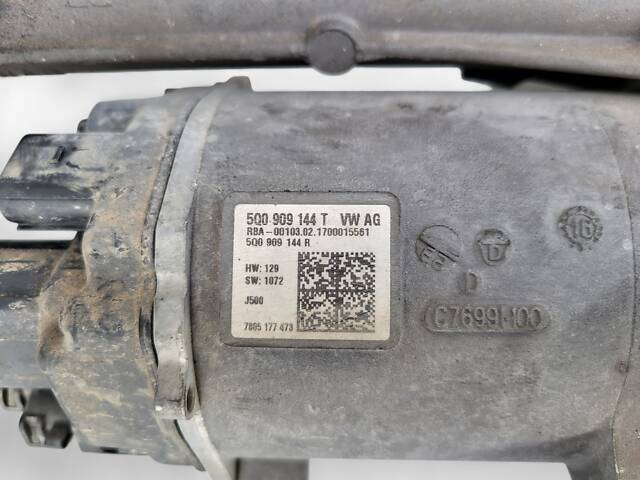 5Q0 909 144 T VW AG
RBA-00103.02.1700015561
5Q0 909 144 R
HW: 129
SW: 1072
J500
7805 177 473
D
D
16
C76991-100